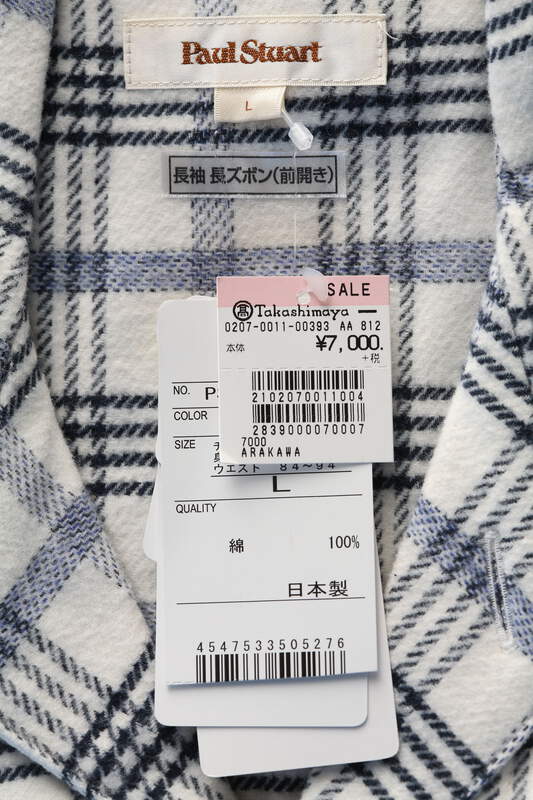 Paul Stuart
L
長袖 長ズボン(前開き)
SALE
髙 Takashimaya
0207-0011-00393 AA 812
本体 ¥7,000.
+税
2102070011004
2839000070007
7000
ARAKAWA
NO. P
COLOR
SIZE
ウエスト 84~94
L
QUALITY
綿 100%
日本製
4547533505276